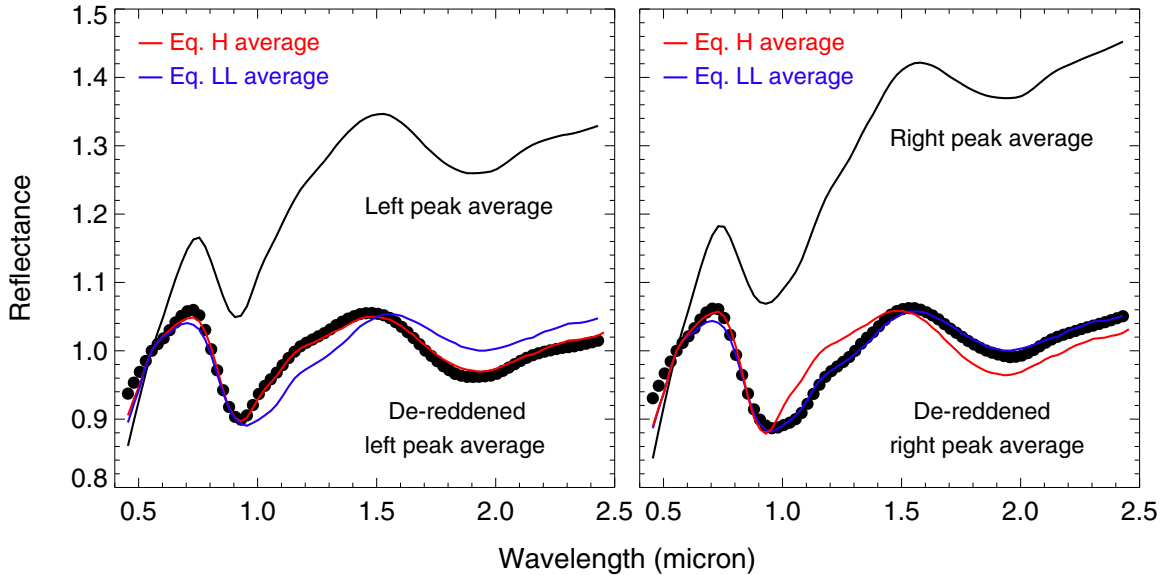 1.5
1.4
1.3
1.2
1.1
1.0
0.9
0.8
Reflectance
Eq. H average
Eq. LL average
Left peak average
De-reddened
left peak average
0.5 1.0 1.5 2.0 2.5
Eq. H average
Eq. LL average
Right peak average
De-reddened
right peak average
0.5 1.0 1.5 2.0 2.5
Wavelength (micron)